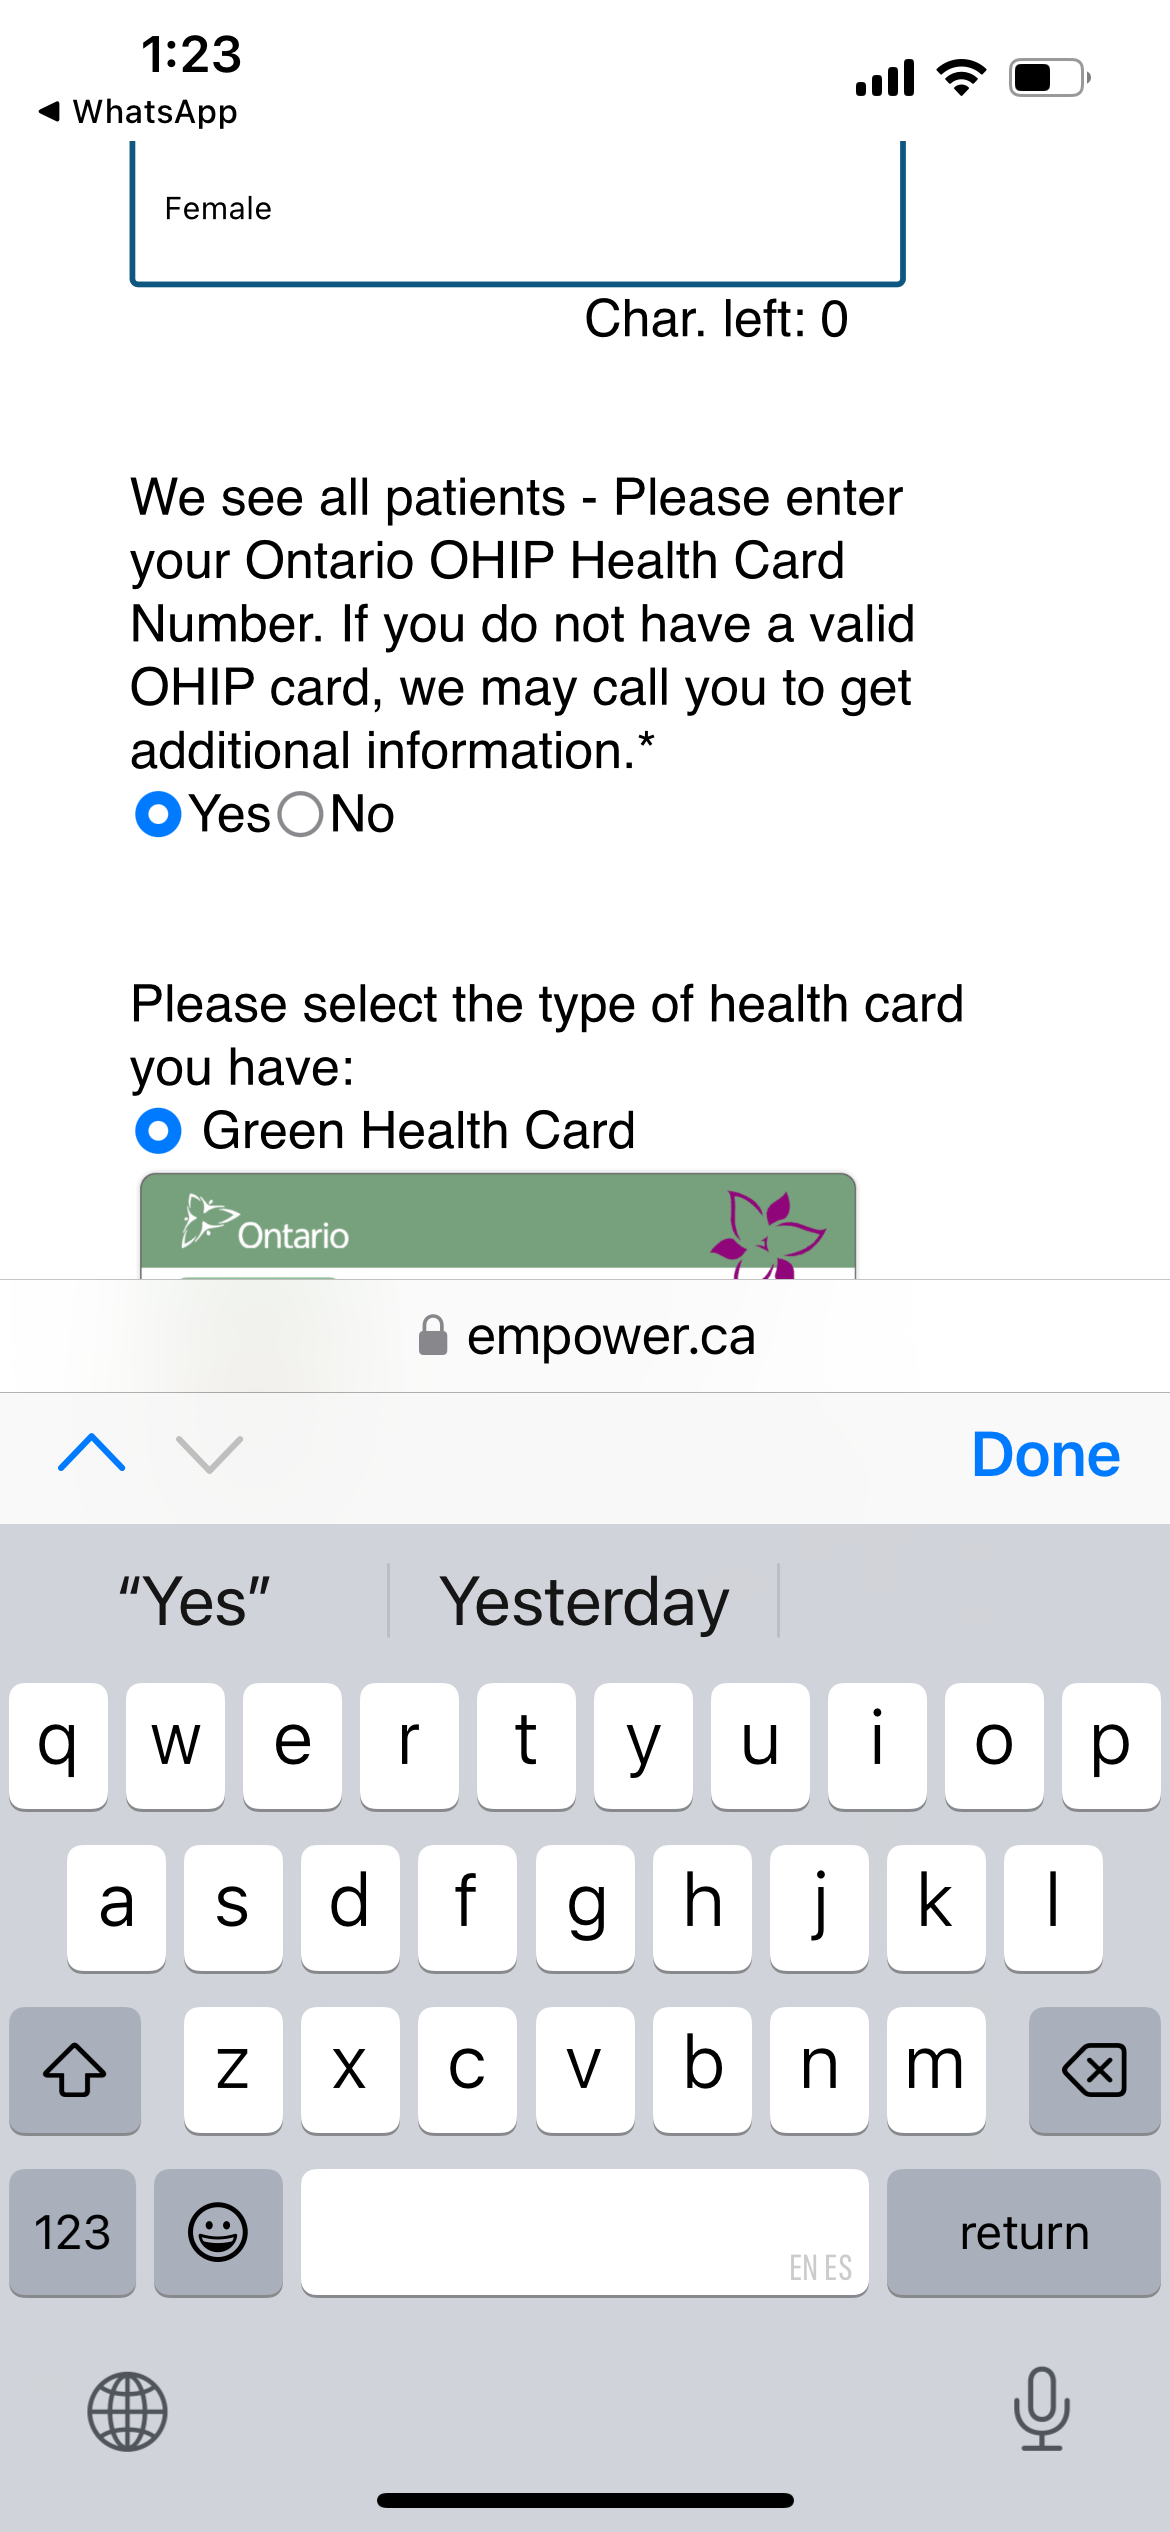 1:23
◀ WhatsApp
Female
Char. left: 0
We see all patients - Please enter
your Ontario OHIP Health Card
Number. If you do not have a valid
OHIP card, we may call you to get
additional information.*
Yes No
Please select the type of health card
you have:
Green Health Card
Ontario
empower.ca
Done
“Yes” Yesterday
q w e r t y u i o p
a s d f g h j k l
z x c v b n m
123 return
EN ES